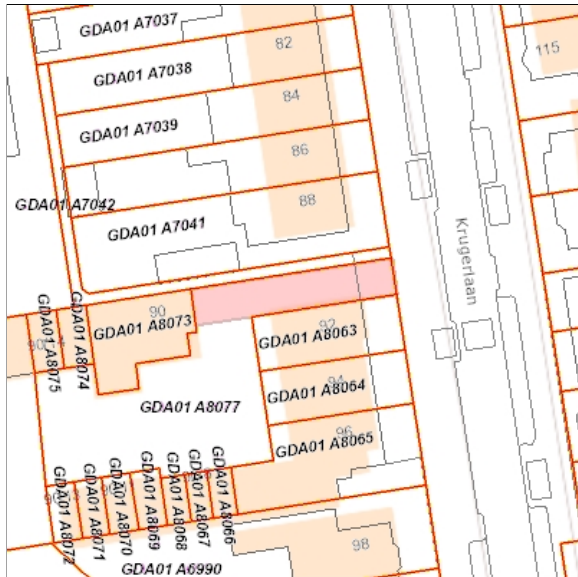 GDA01 A7037
82
115
GDA01 A7038
84
GDA01 A7039
86
88
GDA01 A7042
GDA01 A7041
Krugerlaan
90
GDA01 A8073
GDA01 A8074
GDA01 A8075
92
GDA01 A8063
94
GDA01 A8064
GDA01 A8077
96
GDA01 A8065
GDA01 A8066
GDA01 A8067
GDA01 A8068
GDA01 A8069
GDA01 A8070
GDA01 A8071
GDA01 A8072
98
GDA01 A6990